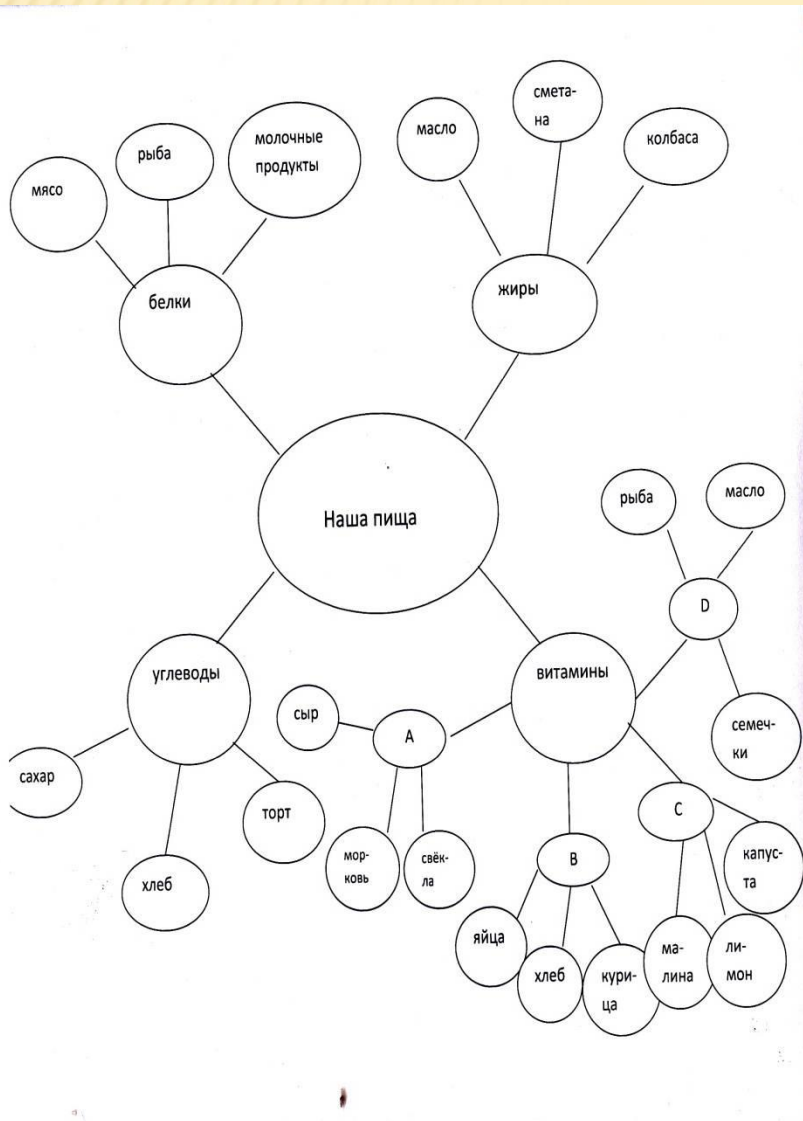 мясо
рыба
молочные
продукты
белки
масло
смета-
на
колбаса
жиры
Наша пища
углеводы
сахар
хлеб
торт
витамины
A
сыр
мор-
ковь
свёк-
ла
B
яйца
хлеб
кури-
ца
C
ма-
лина
ли-
мон
капус-
та
D
рыба
масло
семеч-
ки